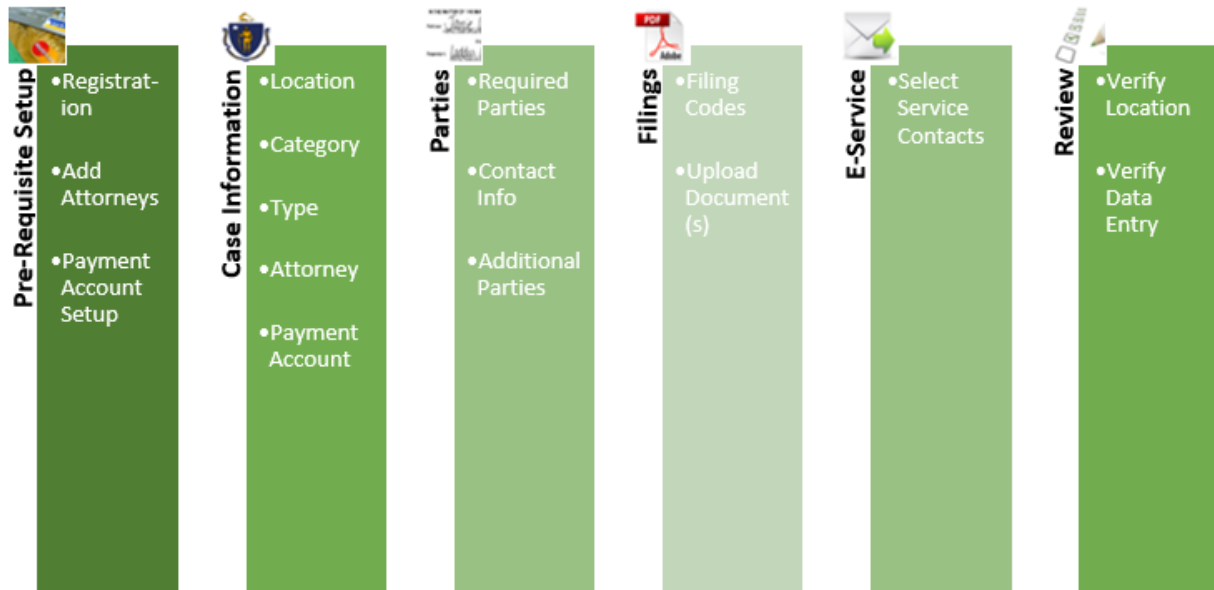 Pre-Requisite Setup
•Registrat-
ion
•Add
Attorneys
•Payment
Account
Setup
Case Information
•Location
•Category
•Type
•Attorney
•Payment
Account
Parties
•Required
Parties
•Contact
Info
•Additional
Parties
PDF
Adobe
Filings
•Filing
Codes
•Upload
Document
(s)
E-Service
•Select
Service
Contacts
Review
•Verify
Location
•Verify
Data
Entry